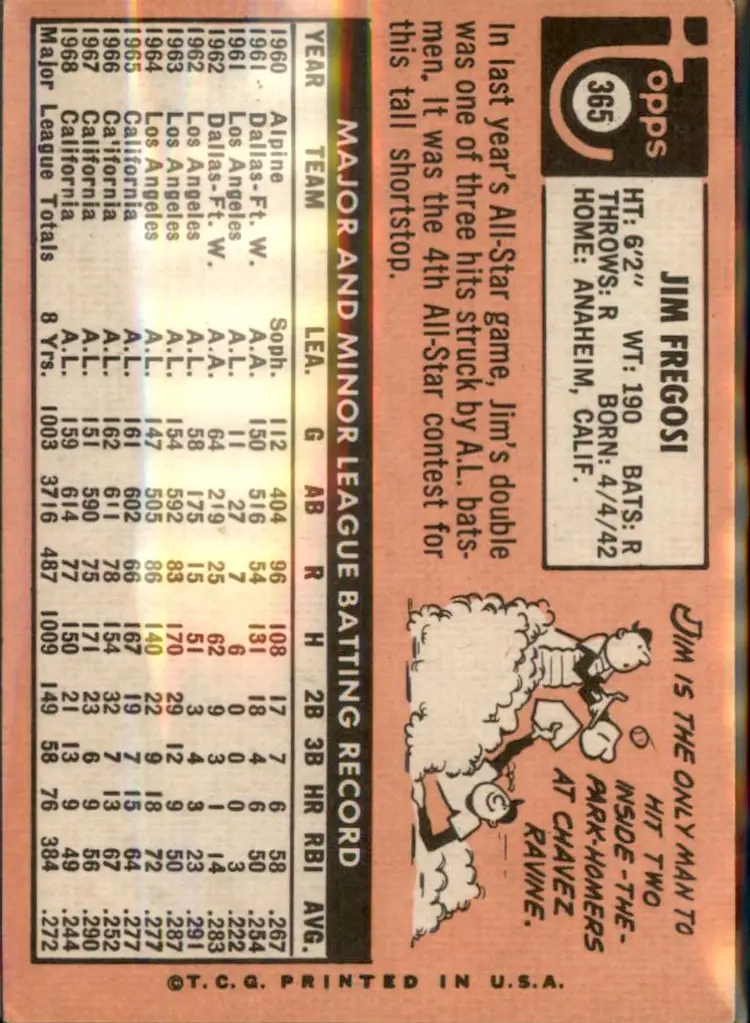 Topps
365
JIM FREGOSI
HT: 6'2" WT: 190 BATS: R
THROWS: R BORN: 4/4/42
HOME: ANAHEIM, CALIF.
In last year's All-Star game, Jim's double
was one of three hits struck by A.L. bats-
men. It was the 4th All-Star contest for
this tall shortstop.
JIM IS THE ONLY MAN TO
HIT TWO
INSIDE-THE-
PARK-HOMERS
AT CHAVEZ
RAVINE.
MAJOR AND MINOR LEAGUE BATTING RECORD
YEAR TEAM LEA. G AB R H 2B 3B HR RBI AVG.
1960 Alpine Soph. 112 404 96 108 17 7 6 58 .267
1961 Dallas-Ft. W. A.A. 150 516 54 131 18 4 6 50 .254
1961 Los Angeles A.L. 11 27 7 6 0 0 0 3 .222
1962 Dallas-Ft. W. A.A. 64 219 25 62 9 3 1 14 .283
1962 Los Angeles A.L. 58 175 15 51 3 4 3 23 .291
1963 Los Angeles A.L. 154 592 83 170 29 12 9 50 .287
1964 Los Angeles A.L. 147 505 86 140 22 9 18 72 .277
1965 California A.L. 161 602 66 167 19 7 15 64 .277
1966 California A.L. 162 611 78 154 32 7 13 67 .252
1967 California A.L. 151 590 75 171 23 6 9 56 .290
1968 California A.L. 159 614 77 150 21 13 9 49 .244
Major League Totals 8 Yrs. 1003 3716 487 1009 149 58 76 384 .272
©T.C.G. PRINTED IN U.S.A.